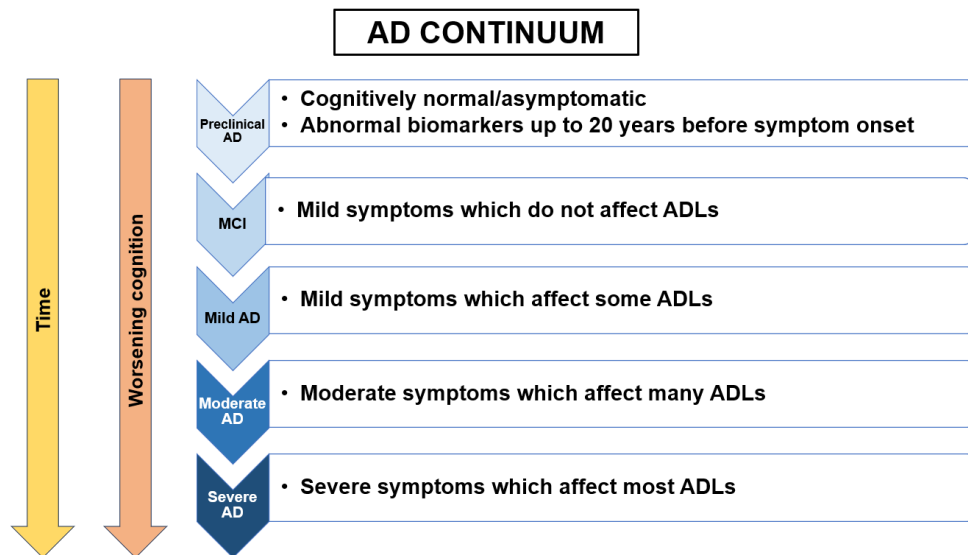 AD CONTINUUM
Time
Worsening cognition
Preclinical
AD
• Cognitively normal/asymptomatic
• Abnormal biomarkers up to 20 years before symptom onset
MCI
• Mild symptoms which do not affect ADLs
Mild AD
• Mild symptoms which affect some ADLs
Moderate
AD
• Moderate symptoms which affect many ADLs
Severe
AD
• Severe symptoms which affect most ADLs